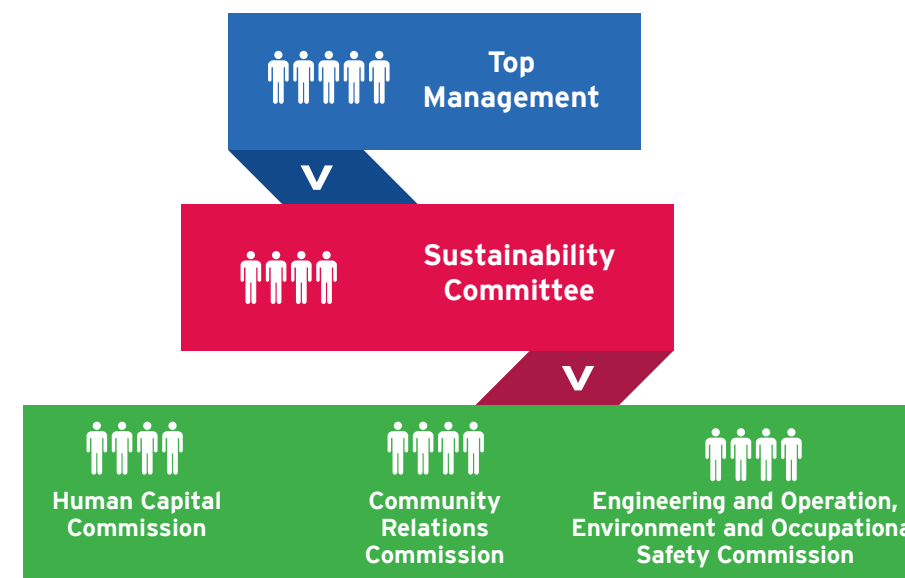 Top
Management
V
Sustainability
Committee
V
Human Capital
Commission
Community
Relations
Commission
Engineering and Operation,
Environment and Occupationa
Safety Commission